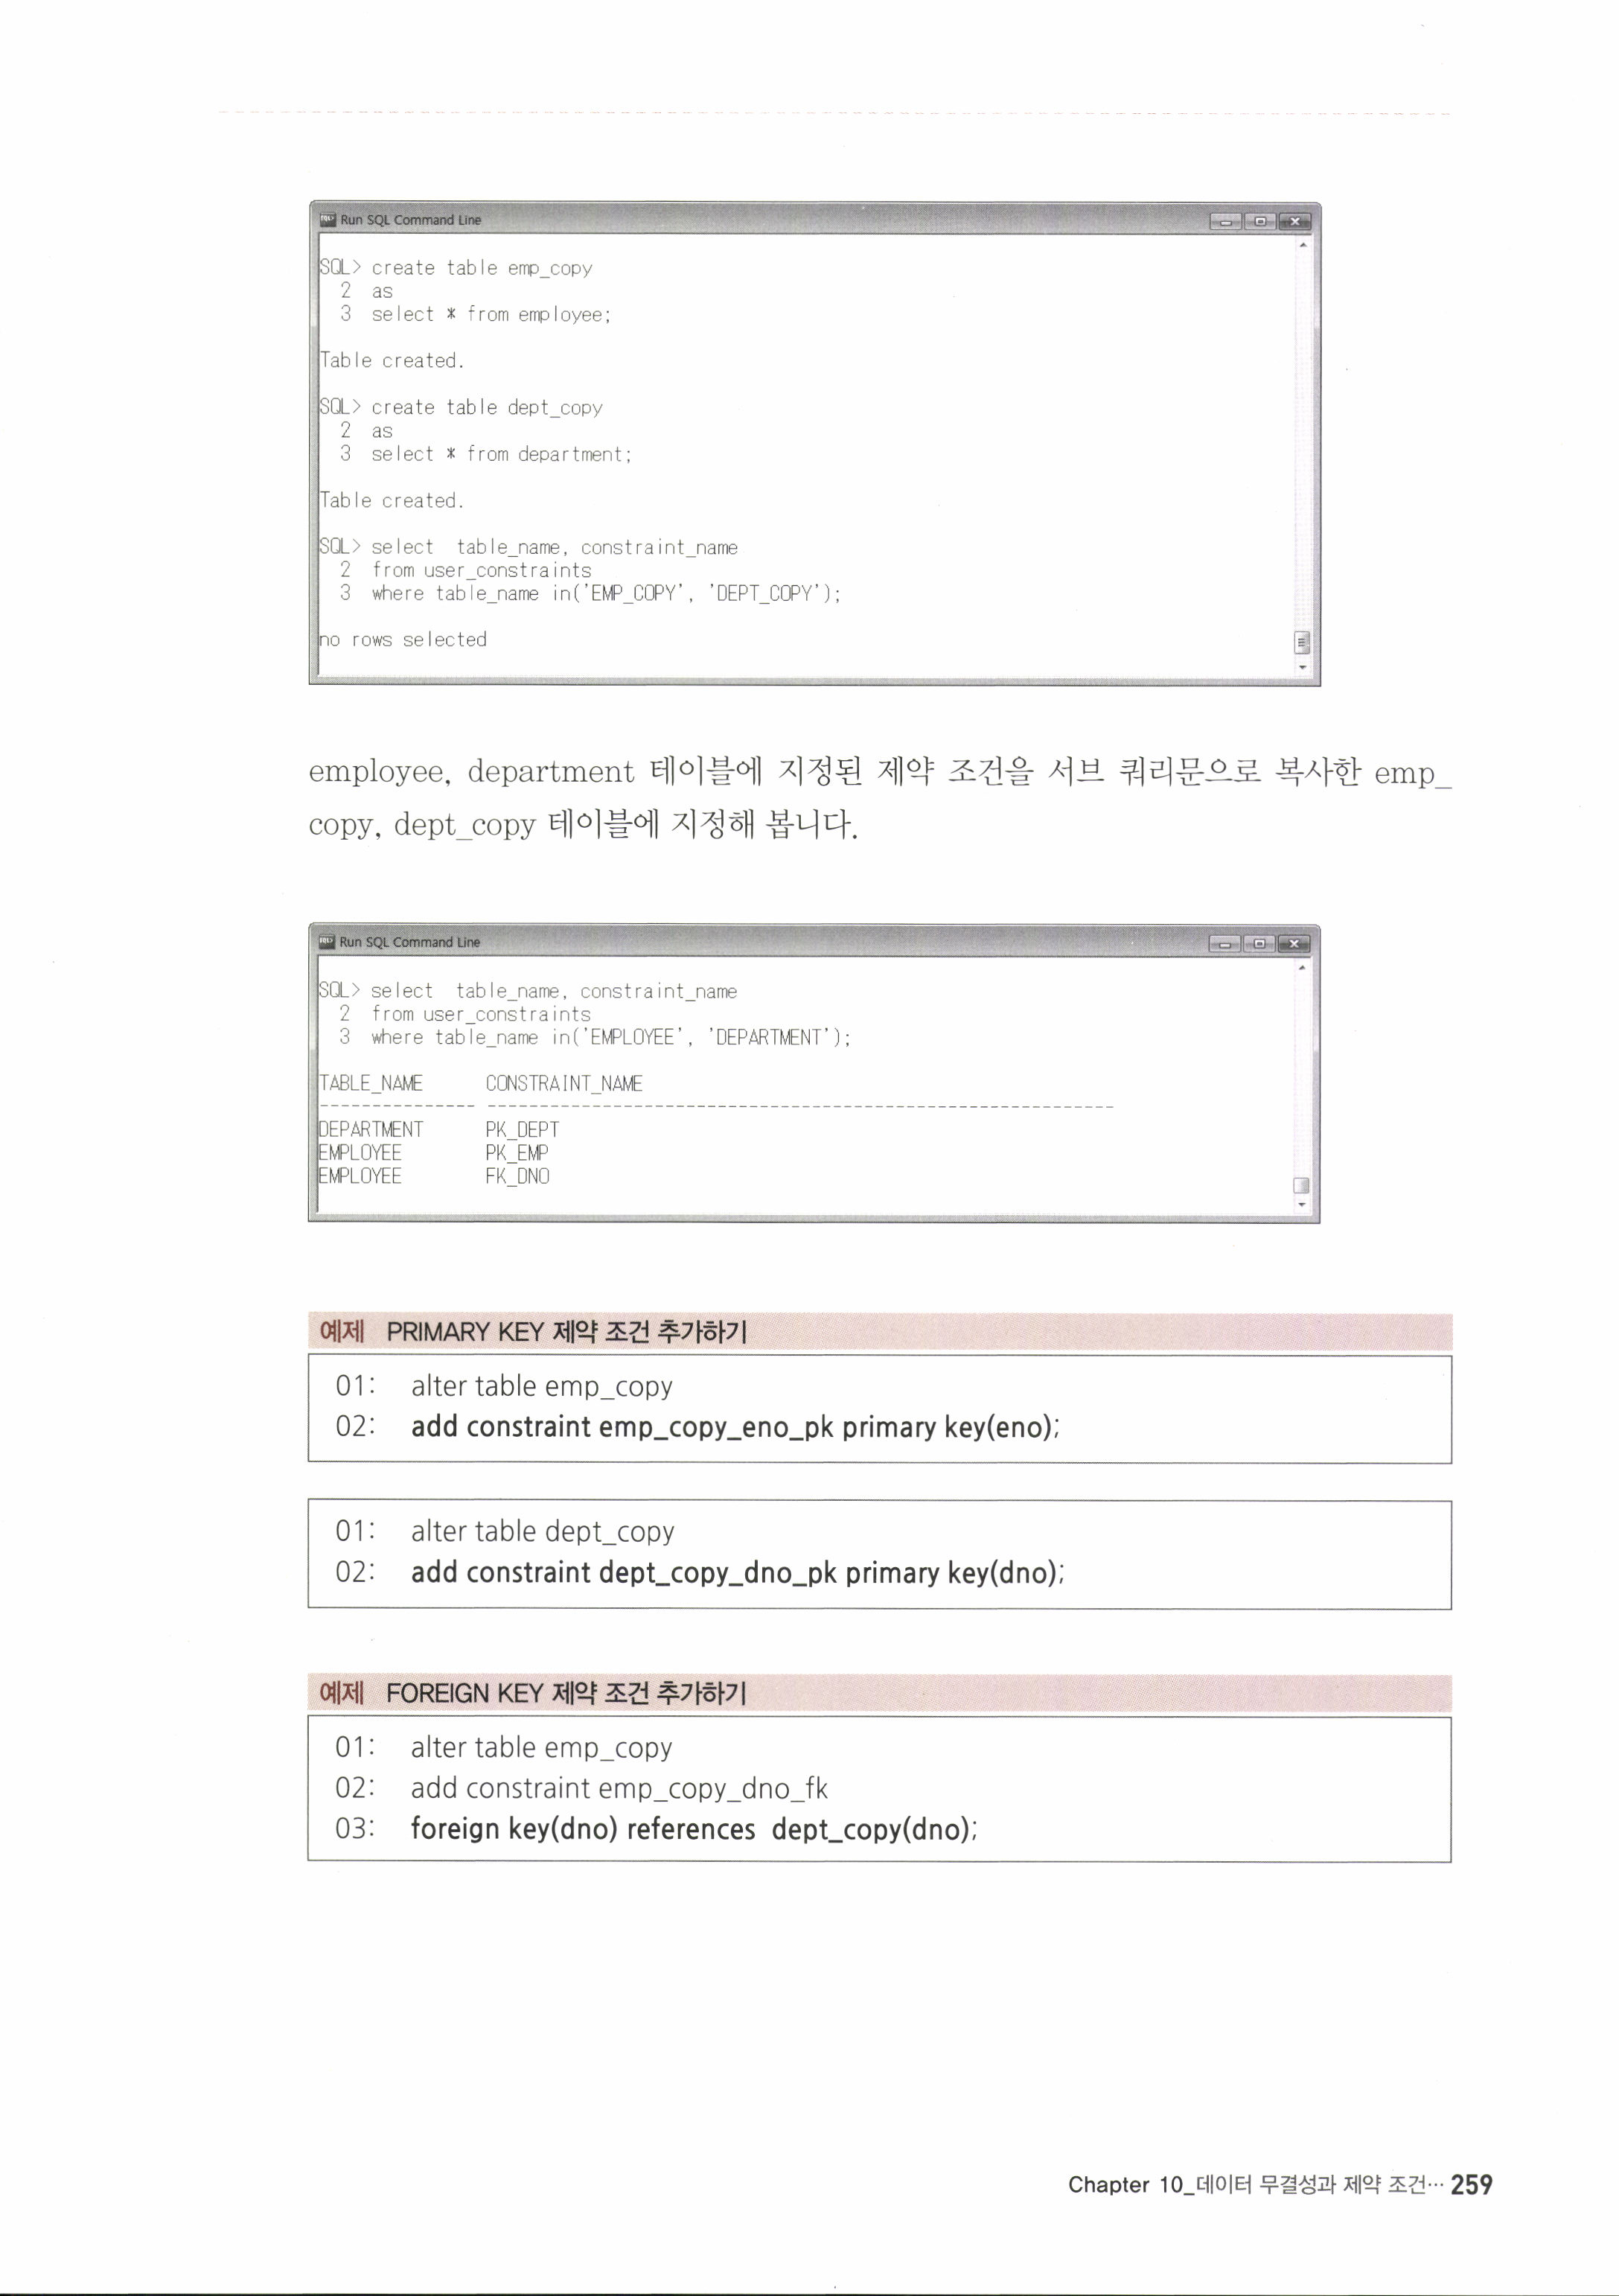 Run SQL Command Line
SQL> create table emp_copy
2 as
3 select * from employee;
Table created.
SQL> create table dept_copy
2 as
3 select * from department;
Table created.
SQL> select  table_name, constraint_name
2 from user_constraints
3 where table_name in('EMP_COPY', 'DEPT_COPY');
no rows selected
employee, department 테이블에 지정된 제약 조건을 서브 쿼리문으로 복사한 emp_
copy, dept_copy 테이블에 지정해 봅니다.
Run SQL Command Line
SQL> select  table_name, constraint_name
2 from user_constraints
3 where table_name in('EMPLOYEE', 'DEPARTMENT');
TABLE_NAME CONSTRAINT_NAME
--------------- ------------------------------------------------------------
DEPARTMENT PK_DEPT
EMPLOYEE PK_EMP
EMPLOYEE FK_DNO
예제 PRIMARY KEY 제약 조건 추가하기
01: alter table emp_copy
02: add constraint emp_copy_eno_pk primary key(eno);
01: alter table dept_copy
02: add constraint dept_copy_dno_pk primary key(dno);
예제 FOREIGN KEY 제약 조건 추가하기
01: alter table emp_copy
02: add constraint emp_copy_dno_fk
03: foreign key(dno) references  dept_copy(dno);
Chapter 10_데이터 무결성과 제약 조건… 259